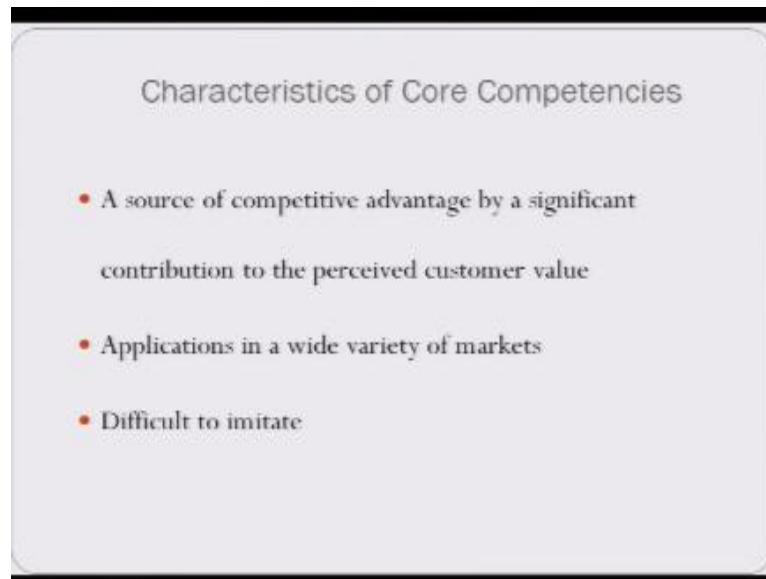 Characteristics of Core Competencies
• A source of competitive advantage by a significant
contribution to the perceived customer value
• Applications in a wide variety of markets
• Difficult to imitate